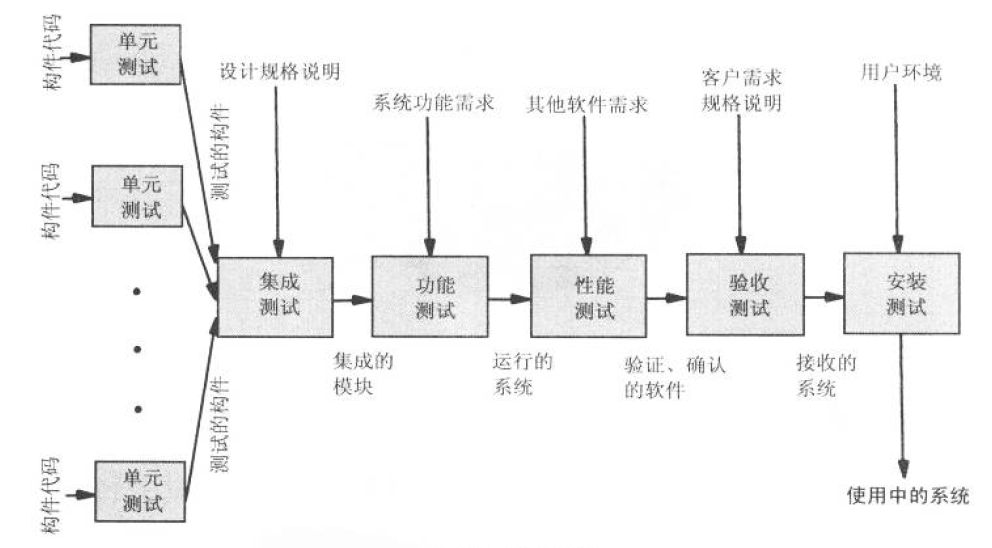 构件代码
单元
测试
设计规格说明
系统功能需求
其他软件需求
客户需求
规格说明
用户环境
测试的构件
构件代码
单元
测试
集成
测试
功能
测试
性能
测试
验收
测试
安装
测试
集成的
模块
运行的
系统
验证、确认
的软件
接收的
系统
测试的构件
构件代码
单元
测试
使用中的系统